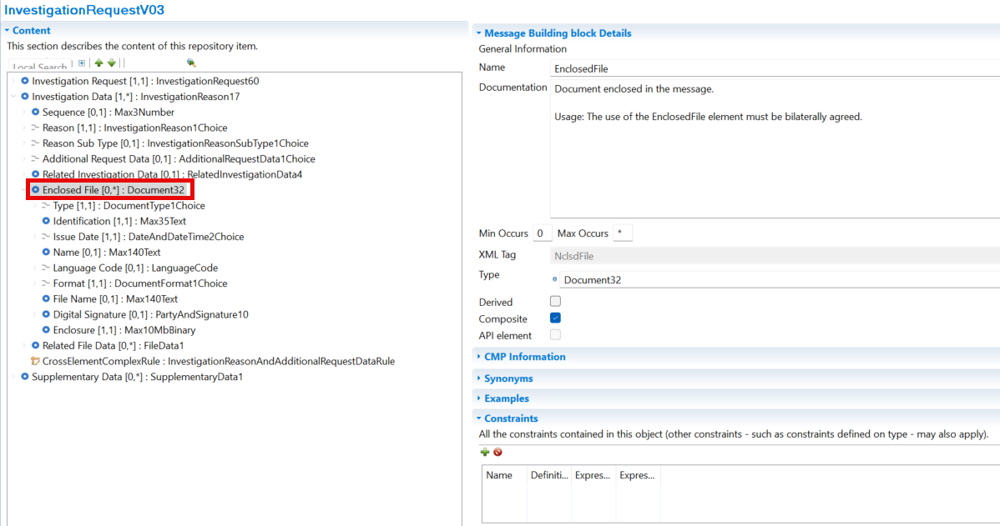 InvestigationRequestV03
Content
This section describes the content of this repository item.
Local Search
Investigation Request [1,1] : InvestigationRequest60
Investigation Data [1,*] : InvestigationReason17
Sequence [0,1] : Max3Number
Reason [1,1] : InvestigationReason1Choice
Reason Sub Type [0,1] : InvestigationReasonSubType1Choice
Additional Request Data [0,1] : AdditionalRequestData1Choice
Related Investigation Data [0,1] : RelatedInvestigationData4
Enclosed File [0,*] : Document32
Type [1,1] : DocumentType1Choice
Identification [1,1] : Max35Text
Issue Date [1,1] : DateAndDateTime2Choice
Name [0,1] : Max140Text
Language Code [0,1] : LanguageCode
Format [1,1] : DocumentFormat1Choice
File Name [0,1] : Max140Text
Digital Signature [0,1] : PartyAndSignature10
Enclosure [1,1] : Max10MbBinary
Related File Data [0,*] : FileData1
CrossElementComplexRule : InvestigationReasonAndAdditionalRequestDataRule
Supplementary Data [0,*] : SupplementaryData1
Message Building block Details
General Information
Name EnclosedFile
Documentation Document enclosed in the message.
Usage: The use of the EnclosedFile element must be bilaterally agreed.
Min Occurs 0 Max Occurs *
XML Tag NclsdFile
Type Document32
Derived
Composite
API element
CMP Information
Synonyms
Examples
Constraints
All the constraints contained in this object (other constraints - such as constraints defined on type - may also apply).
Name Definiti... Expres... Expres...